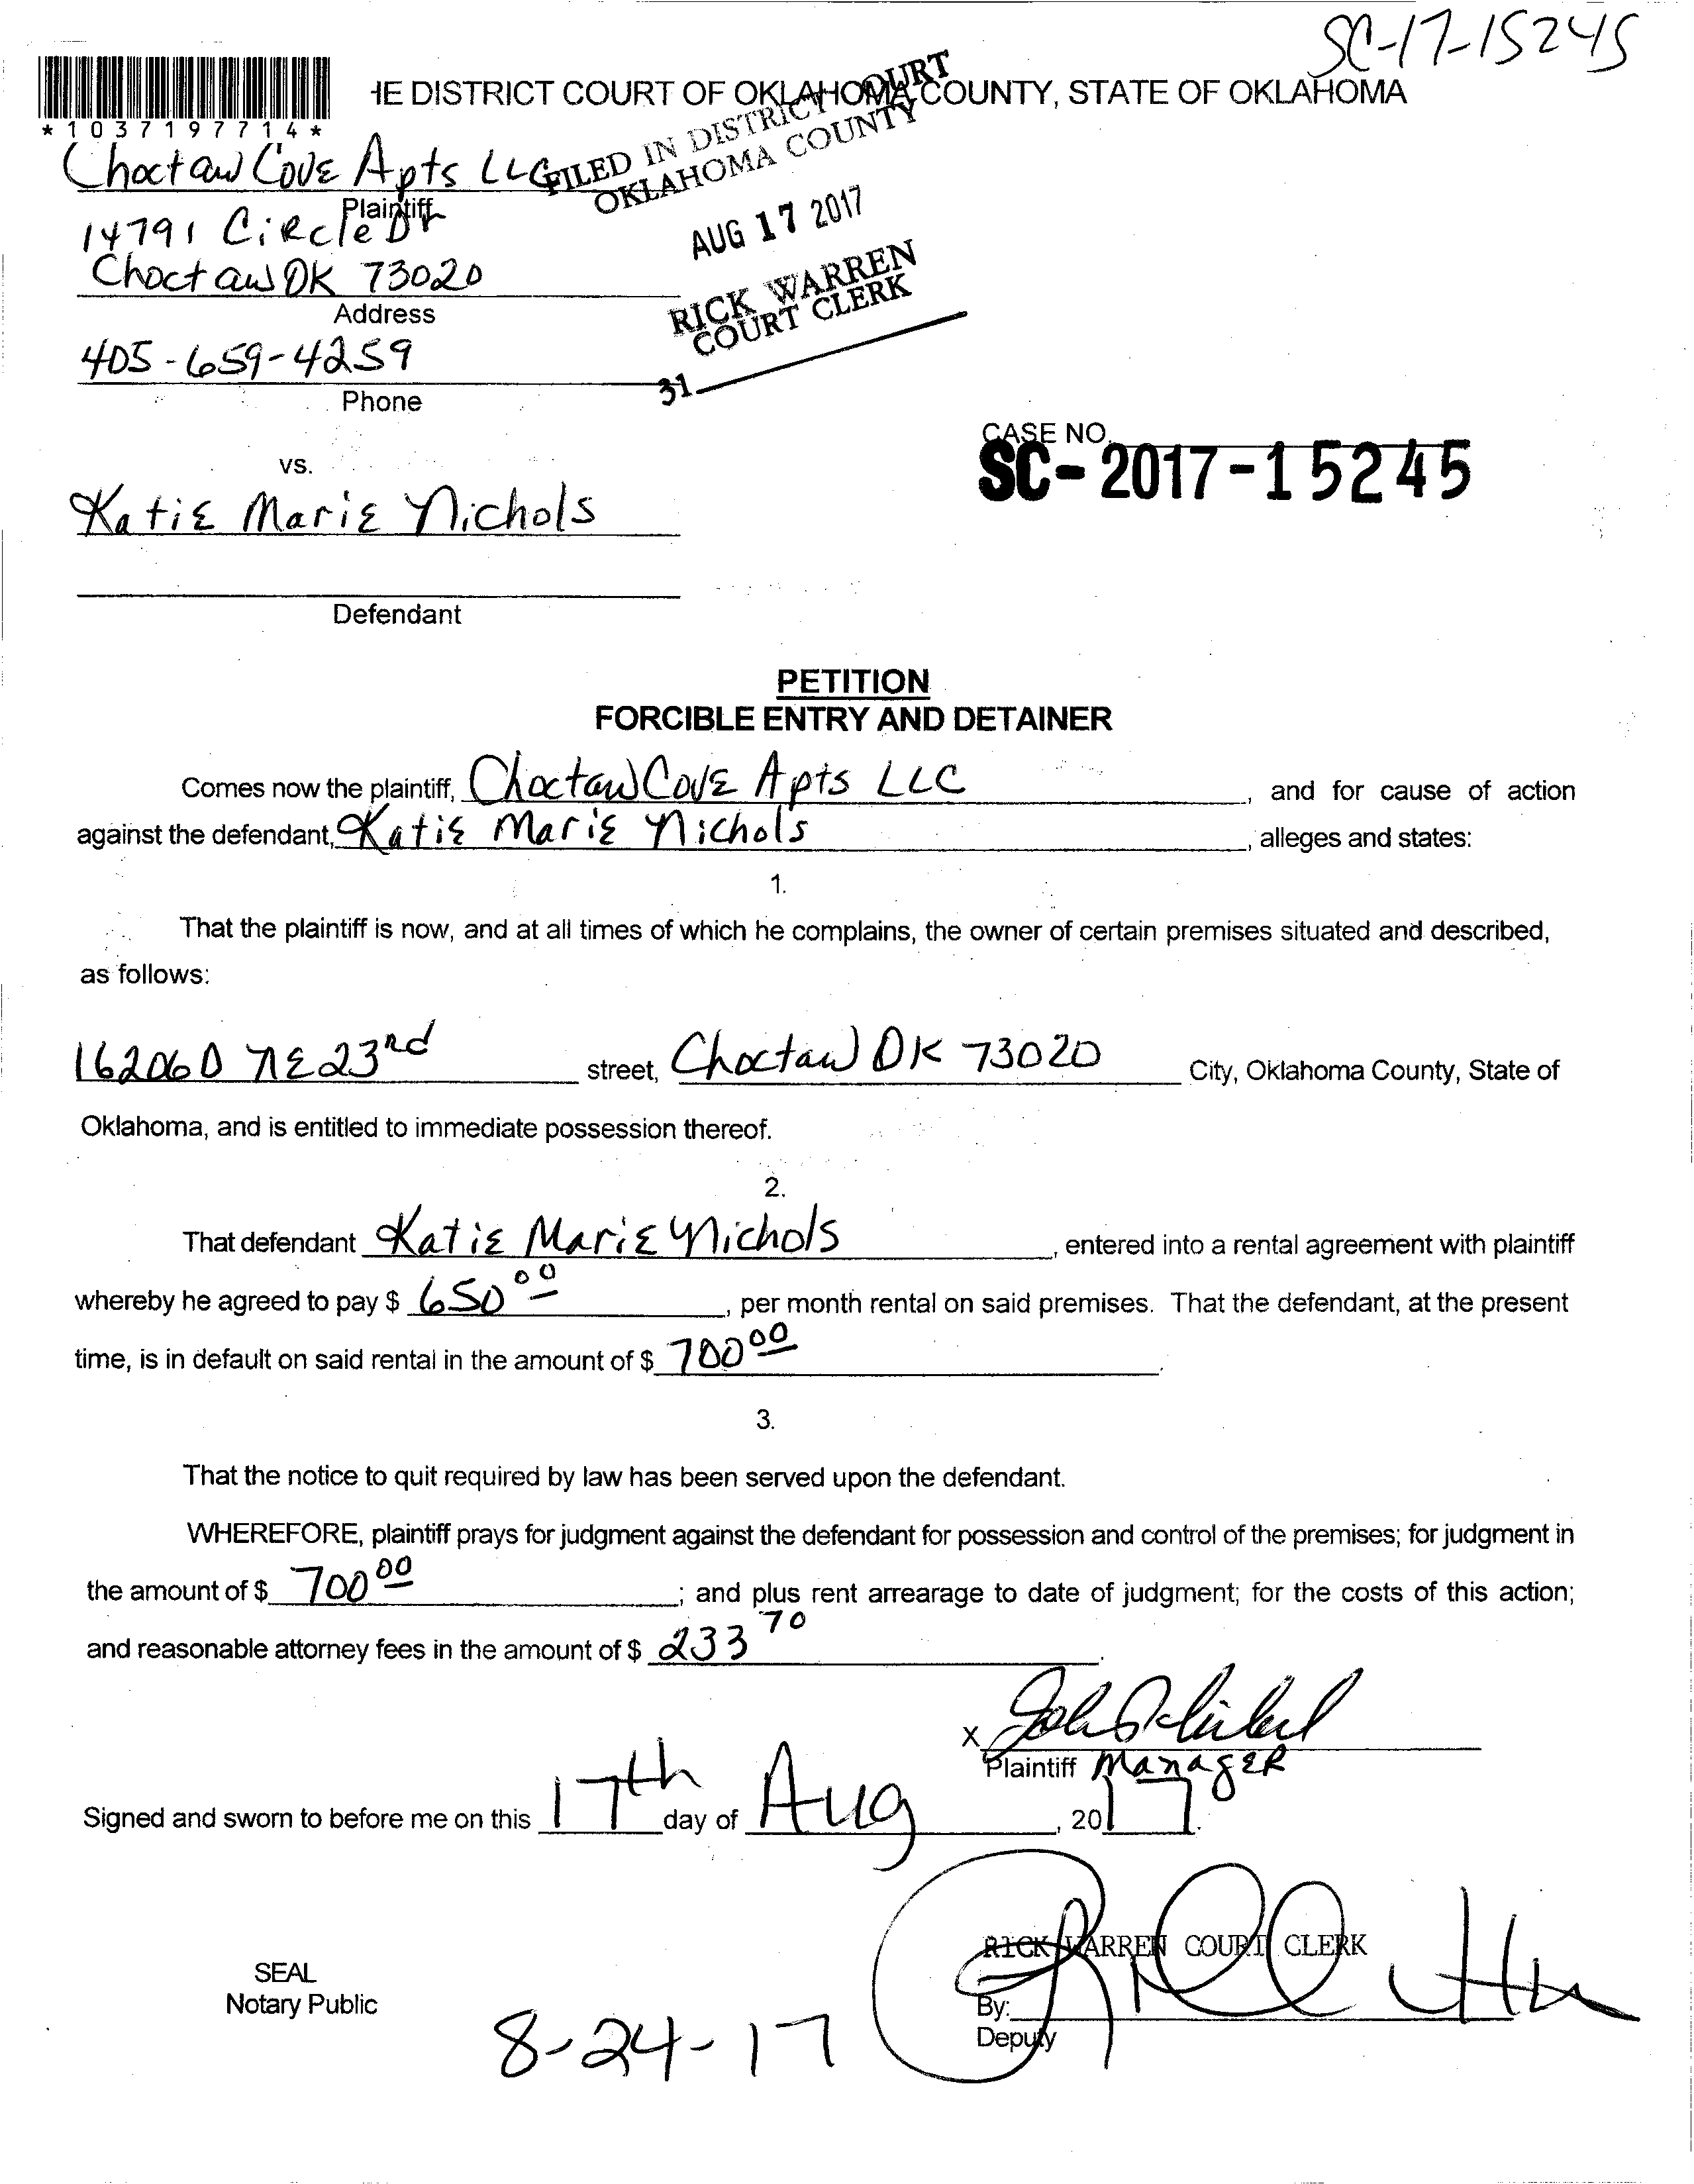 SC-17-15245
HE DISTRICT COURT OF OKLAHOMA COUNTY, STATE OF OKLAHOMA
*1037197714*
Choctaw Cove Apts LLC
FILED IN DISTRICT COURT
OKLAHOMA COUNTY
Plaintiff
14791 Circle Dr
AUG 17 2017
Choctaw OK 73020
RICK WARREN
COURT CLERK
Address
405-659-4259
31
Phone
CASE NO.
SC-2017-15245
vs.
Katie Marie Nichols
Defendant
PETITION
FORCIBLE ENTRY AND DETAINER
Comes now the plaintiff, Choctaw Cove Apts LLC, and for cause of action
against the defendant, Katie Marie Nichols, alleges and states:
1.
That the plaintiff is now, and at all times of which he complains, the owner of certain premises situated and described,
as follows:
16206D NE 23rd street, Choctaw OK 73020 City, Oklahoma County, State of
Oklahoma, and is entitled to immediate possession thereof.
2.
That defendant Katie Marie Nichols, entered into a rental agreement with plaintiff
whereby he agreed to pay $ 650 00, per month rental on said premises. That the defendant, at the present
time, is in default on said rental in the amount of $ 700 00.
3.
That the notice to quit required by law has been served upon the defendant.
WHEREFORE, plaintiff prays for judgment against the defendant for possession and control of the premises; for judgment in
the amount of $ 700 00; and plus rent arrearage to date of judgment; for the costs of this action;
and reasonable attorney fees in the amount of $ 233 70.
X
Plaintiff Manager
Signed and sworn to before me on this 17th day of Aug, 2017.
RICK WARREN COURT CLERK
SEAL
Notary Public
By:
Deputy
8-24-17